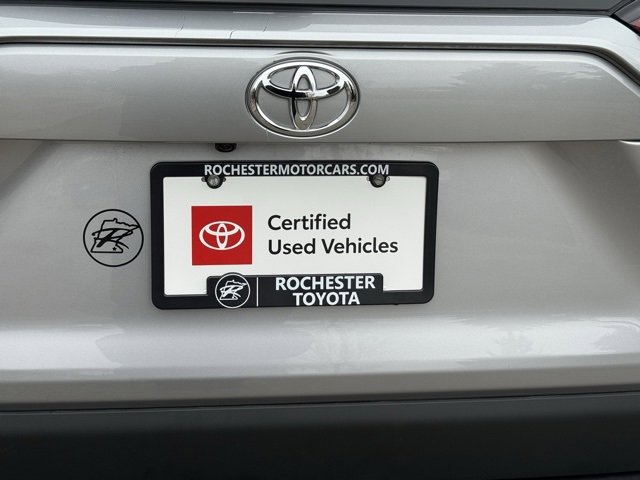 ROCHESTERMOTORCARS.COM
Certified
Used Vehicles
ROCHESTER
TOYOTA